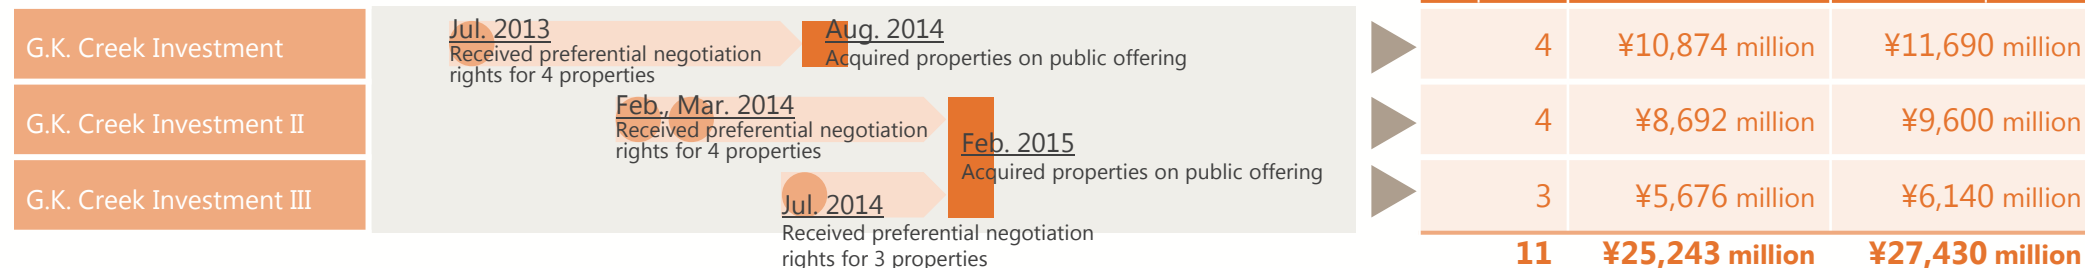 G.K. Creek Investment
Jul. 2013
Received preferential negotiation
rights for 4 properties
Aug. 2014
Acquired properties on public offering
4 ¥10,874 million ¥11,690 million
G.K. Creek Investment II
Feb., Mar. 2014
Received preferential negotiation
rights for 4 properties
Feb. 2015
Acquired properties on public offering
4 ¥8,692 million ¥9,600 million
G.K. Creek Investment III
Jul. 2014
Received preferential negotiation
rights for 3 properties
3 ¥5,676 million ¥6,140 million
11 ¥25,243 million ¥27,430 million